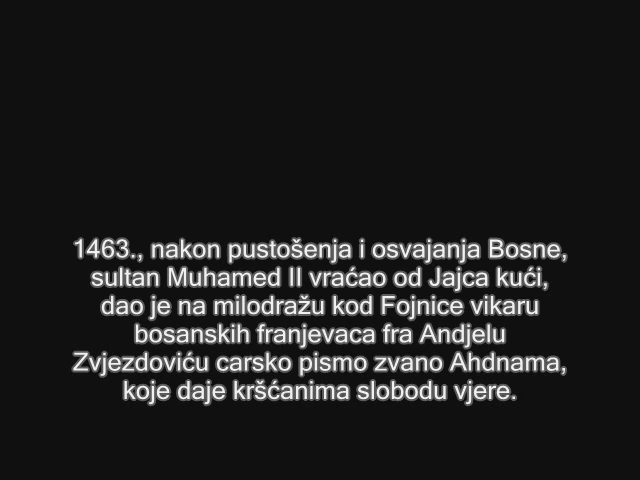 1463., nakon pustošenja i osvajanja Bosne,
sultan Muhamed II vraćao od Jajca kući,
dao je na milodražu kod Fojnice vikaru
bosanskih franjevaca fra Andjelu
Zvjezdoviću carsko pismo zvano Ahdnama,
koje daje kršćanima slobodu vjere.